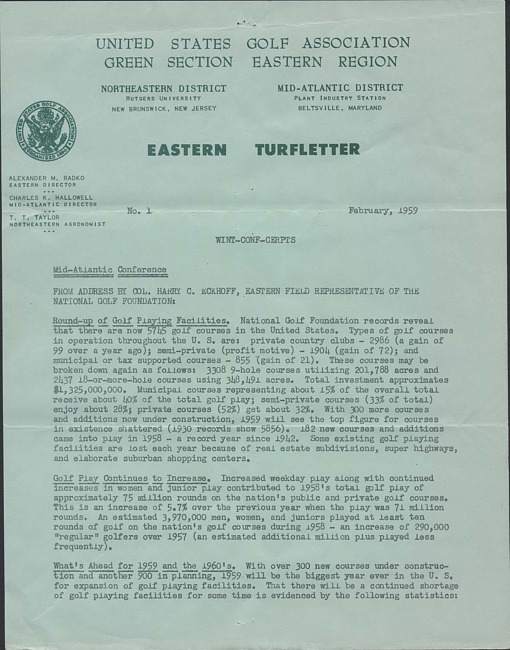 UNITED STATES GOLF ASSOCIATION
GREEN SECTION EASTERN REGION
NORTHEASTERN DISTRICT
RUTGERS UNIVERSITY
NEW BRUNSWICK, NEW JERSEY
MID-ATLANTIC DISTRICT
PLANT INDUSTRY STATION
BELTSVILLE, MARYLAND
EASTERN TURFLETTER
ALEXANDER M. RADKO
EASTERN DIRECTOR
CHARLES K. HALLOWELL
MID-ATLANTIC DIRECTOR
T. T. TAYLOR
NORTHEASTERN AGRONOMIST
No. 1
February, 1959
WINT-CONF-CERPTS
Mid-Atlantic Conference
FROM ADDRESS BY COL. HARRY C. ECKHOFF, EASTERN FIELD REPRESENTATIVE OF THE
NATIONAL GOLF FOUNDATION:
Round-up of Golf Playing Facilities. National Golf Foundation records reveal
that there are now 5745 golf courses in the United States. Types of golf courses
in operation throughout the U. S. are: private country clubs - 2986 (a gain of
99 over a year ago); semi-private (profit motive) - 1904 (gain of 72); and
municipal or tax supported courses - 855 (gain of 21). These courses may be
broken down again as follows: 3308 9-hole courses utilizing 201,788 acres and
2437 18-or-more-hole courses using 348,491 acres. Total investment approximates
$1,325,000,000. Municipal courses representing about 15% of the overall total
receive about 40% of the total golf play; semi-private courses (33% of total)
enjoy about 28%; private courses (52%) get about 32%. With 300 more courses
and additions now under construction, 1959 will see the top figure for courses
in existence shattered (1930 records show 5856). 142 new courses and additions
came into play in 1958 - a record year since 1942. Some existing golf playing
facilities are lost each year because of real estate subdivisions, super highways,
and elaborate suburban shopping centers.
Golf Play Continues to Increase. Increased weekday play along with continued
increases in women and junior play contributed to 1958's total golf play of
approximately 75 million rounds on the nation's public and private golf courses.
This is an increase of 5.7% over the previous year when the play was 71 million
rounds. An estimated 3,970,000 men, women, and juniors played at least ten
rounds of golf on the nation's golf courses during 1958 - an increase of 290,000
"regular" golfers over 1957 (an estimated additional million plus played less
frequently).
What's Ahead for 1959 and the 1960's. With over 300 new courses under construc-
tion and another 900 in planning, 1959 will be the biggest year ever in the U. S.
for expansion of golf playing facilities. That there will be a continued shortage
of golf playing facilities for some time is evidenced by the following statistics: